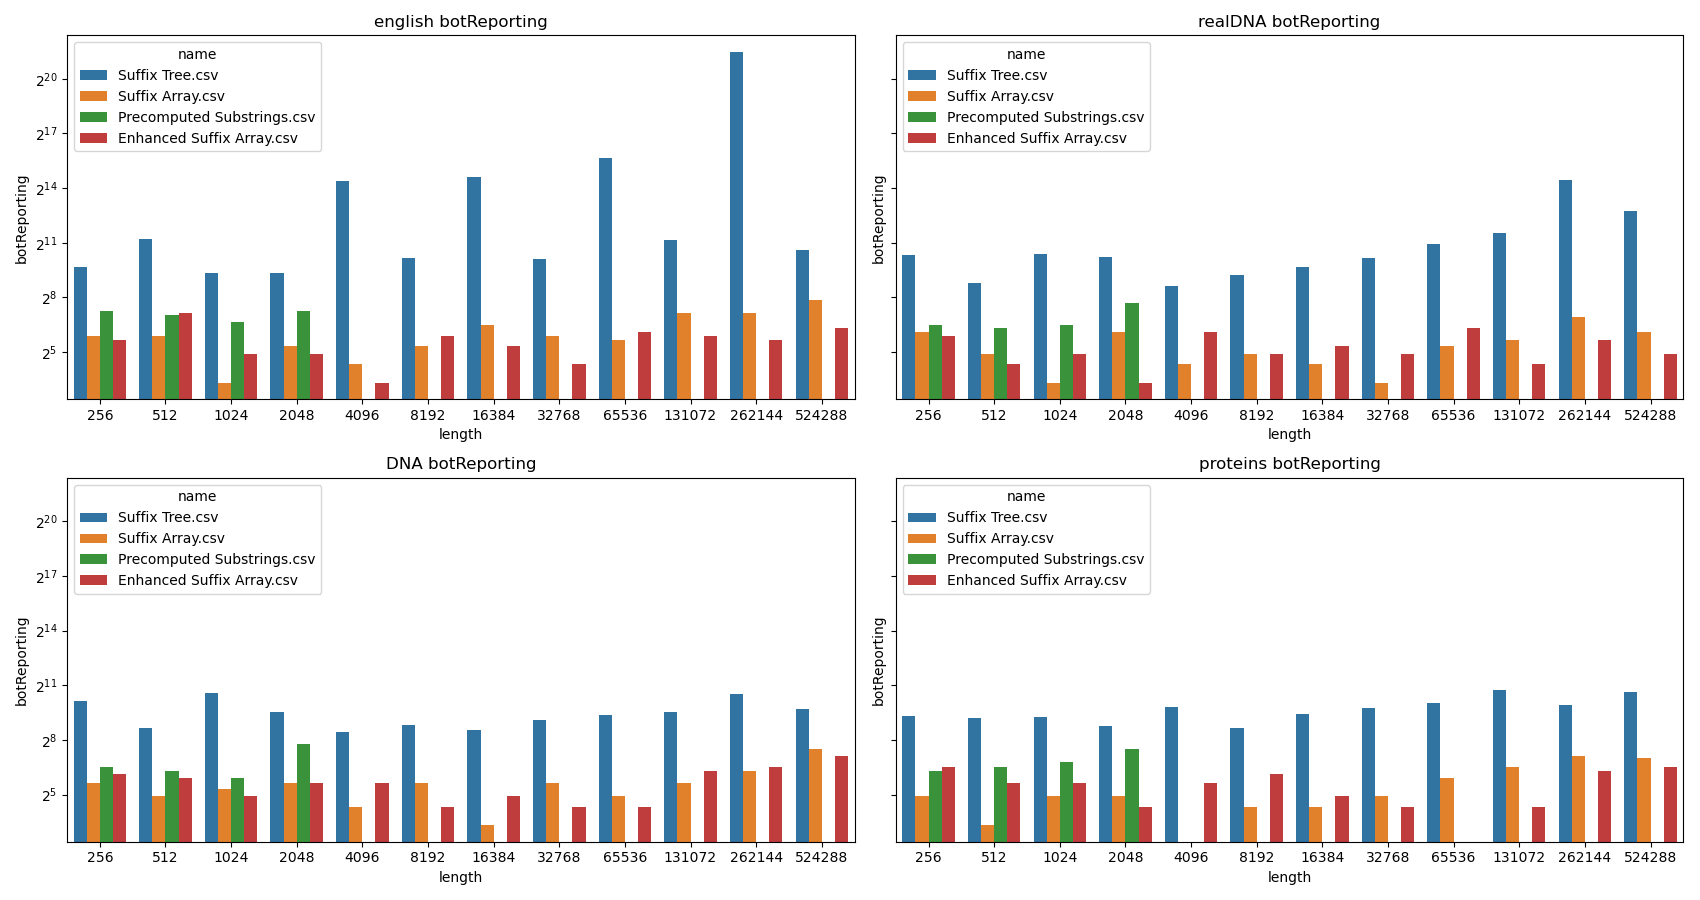 english botReporting
name
Suffix Tree.csv
Suffix Array.csv
Precomputed Substrings.csv
Enhanced Suffix Array.csv
2^20
2^17
2^14
2^11
2^8
2^5
botReporting
256 512 1024 2048 4096 8192 16384 32768 65536 131072 262144 524288
length
realDNA botReporting
name
Suffix Tree.csv
Suffix Array.csv
Precomputed Substrings.csv
Enhanced Suffix Array.csv
botReporting
256 512 1024 2048 4096 8192 16384 32768 65536 131072 262144 524288
length
DNA botReporting
name
Suffix Tree.csv
Suffix Array.csv
Precomputed Substrings.csv
Enhanced Suffix Array.csv
2^20
2^17
2^14
2^11
2^8
2^5
botReporting
256 512 1024 2048 4096 8192 16384 32768 65536 131072 262144 524288
length
proteins botReporting
name
Suffix Tree.csv
Suffix Array.csv
Precomputed Substrings.csv
Enhanced Suffix Array.csv
botReporting
256 512 1024 2048 4096 8192 16384 32768 65536 131072 262144 524288
length